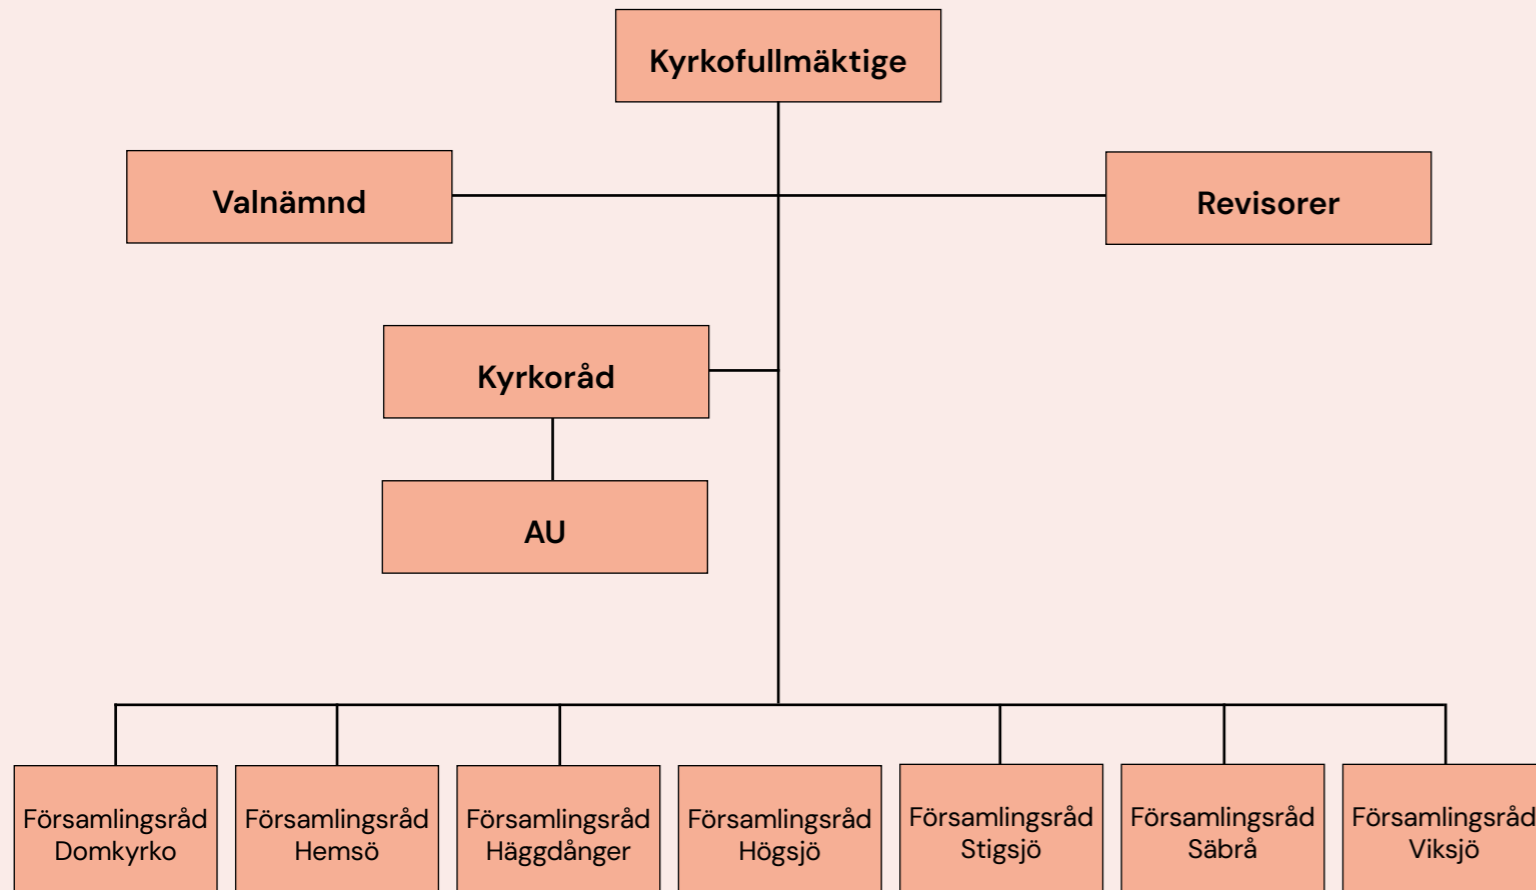 Kyrkofullmäktige
Valnämnd
Revisorer
Kyrkoråd
AU
Församlingsråd
Domkyrko
Församlingsråd
Hemsö
Församlingsråd
Häggdånger
Församlingsråd
Högsjö
Församlingsråd
Stigsjö
Församlingsråd
Säbrå
Församlingsråd
Viksjö